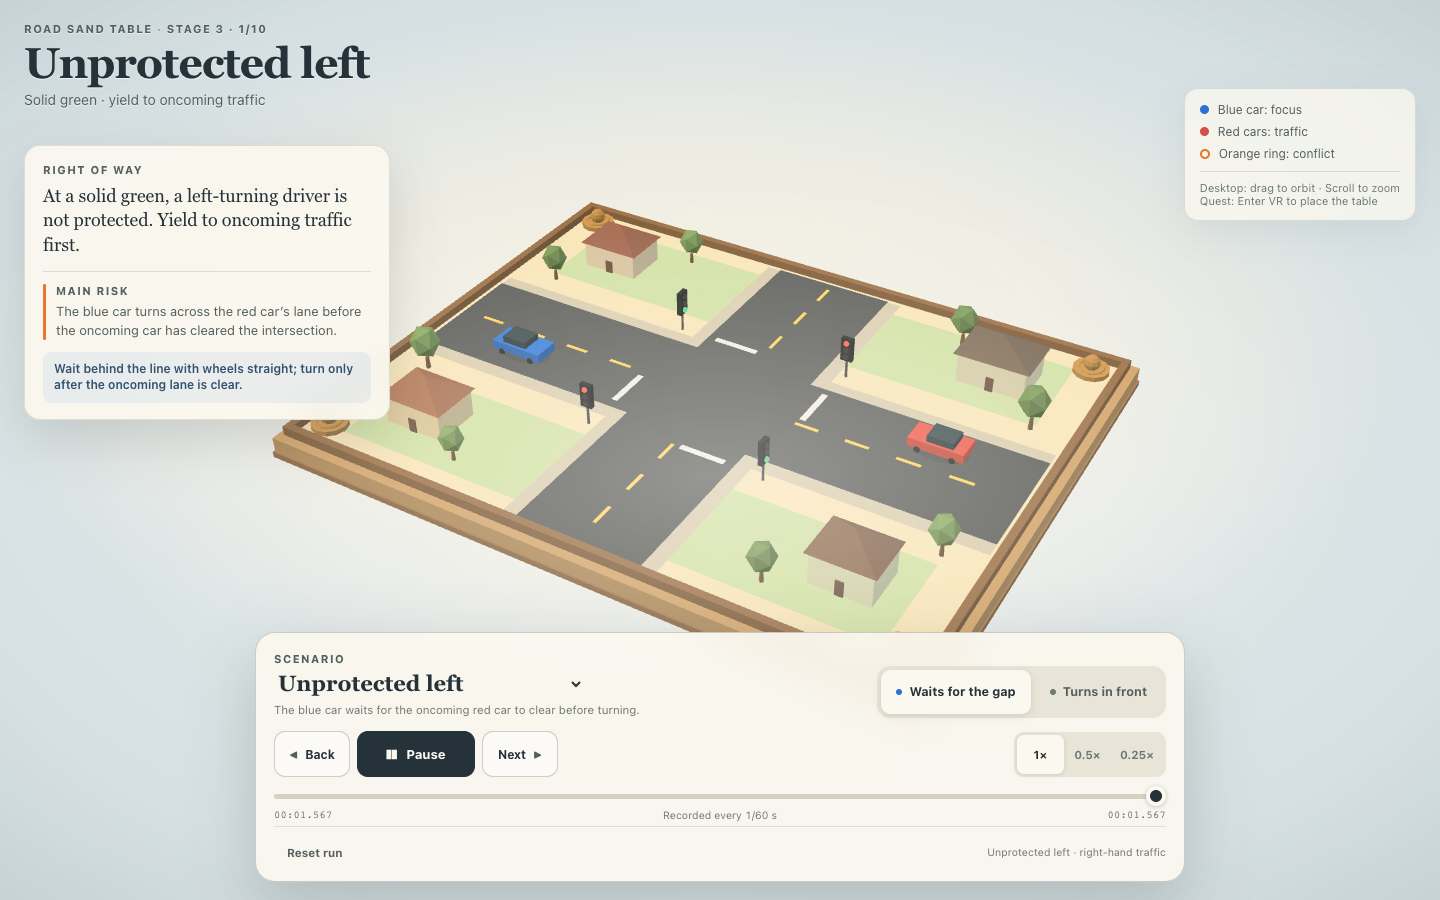 ROAD SAND TABLE · STAGE 3 · 1/10
Unprotected left
Solid green · yield to oncoming traffic
RIGHT OF WAY
At a solid green, a left-turning driver is
not protected. Yield to oncoming traffic
first.
MAIN RISK
The blue car turns across the red car's lane before
the oncoming car has cleared the intersection.
Wait behind the line with wheels straight; turn only
after the oncoming lane is clear.
Blue car: focus
Red cars: traffic
Orange ring: conflict
Desktop: drag to orbit · Scroll to zoom
Quest: Enter VR to place the table
SCENARIO
Unprotected left
The blue car waits for the oncoming red car to clear before turning.
Waits for the gap
Turns in front
Back
Pause
Next
1×
0.5×
0.25×
00:01.567
Recorded every 1/60 s
00:01.567
Reset run
Unprotected left · right-hand traffic